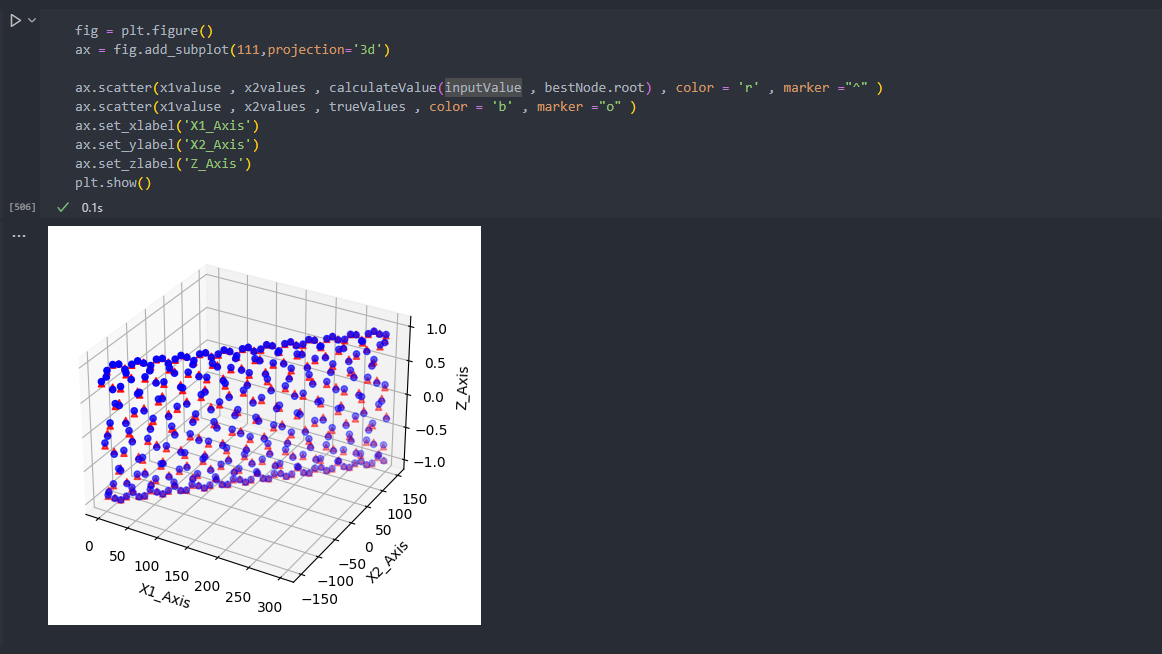 fig = plt.figure()
ax = fig.add_subplot(111,projection='3d')
ax.scatter(x1valuse , x2values , calculateValue(inputValue , bestNode.root) , color = 'r' , marker ="^" )
ax.scatter(x1valuse , x2values , trueValues , color = 'b' , marker ="o" )
ax.set_xlabel('X1_Axis')
ax.set_ylabel('X2_Axis')
ax.set_zlabel('Z_Axis')
plt.show()
[506]
0.1s
1.0
0.5
0.0
−0.5
−1.0
Z_Axis
0
50
100
150
200
250
300
X1_Axis
150
100
50
0
−50
−100
−150
X2_Axis